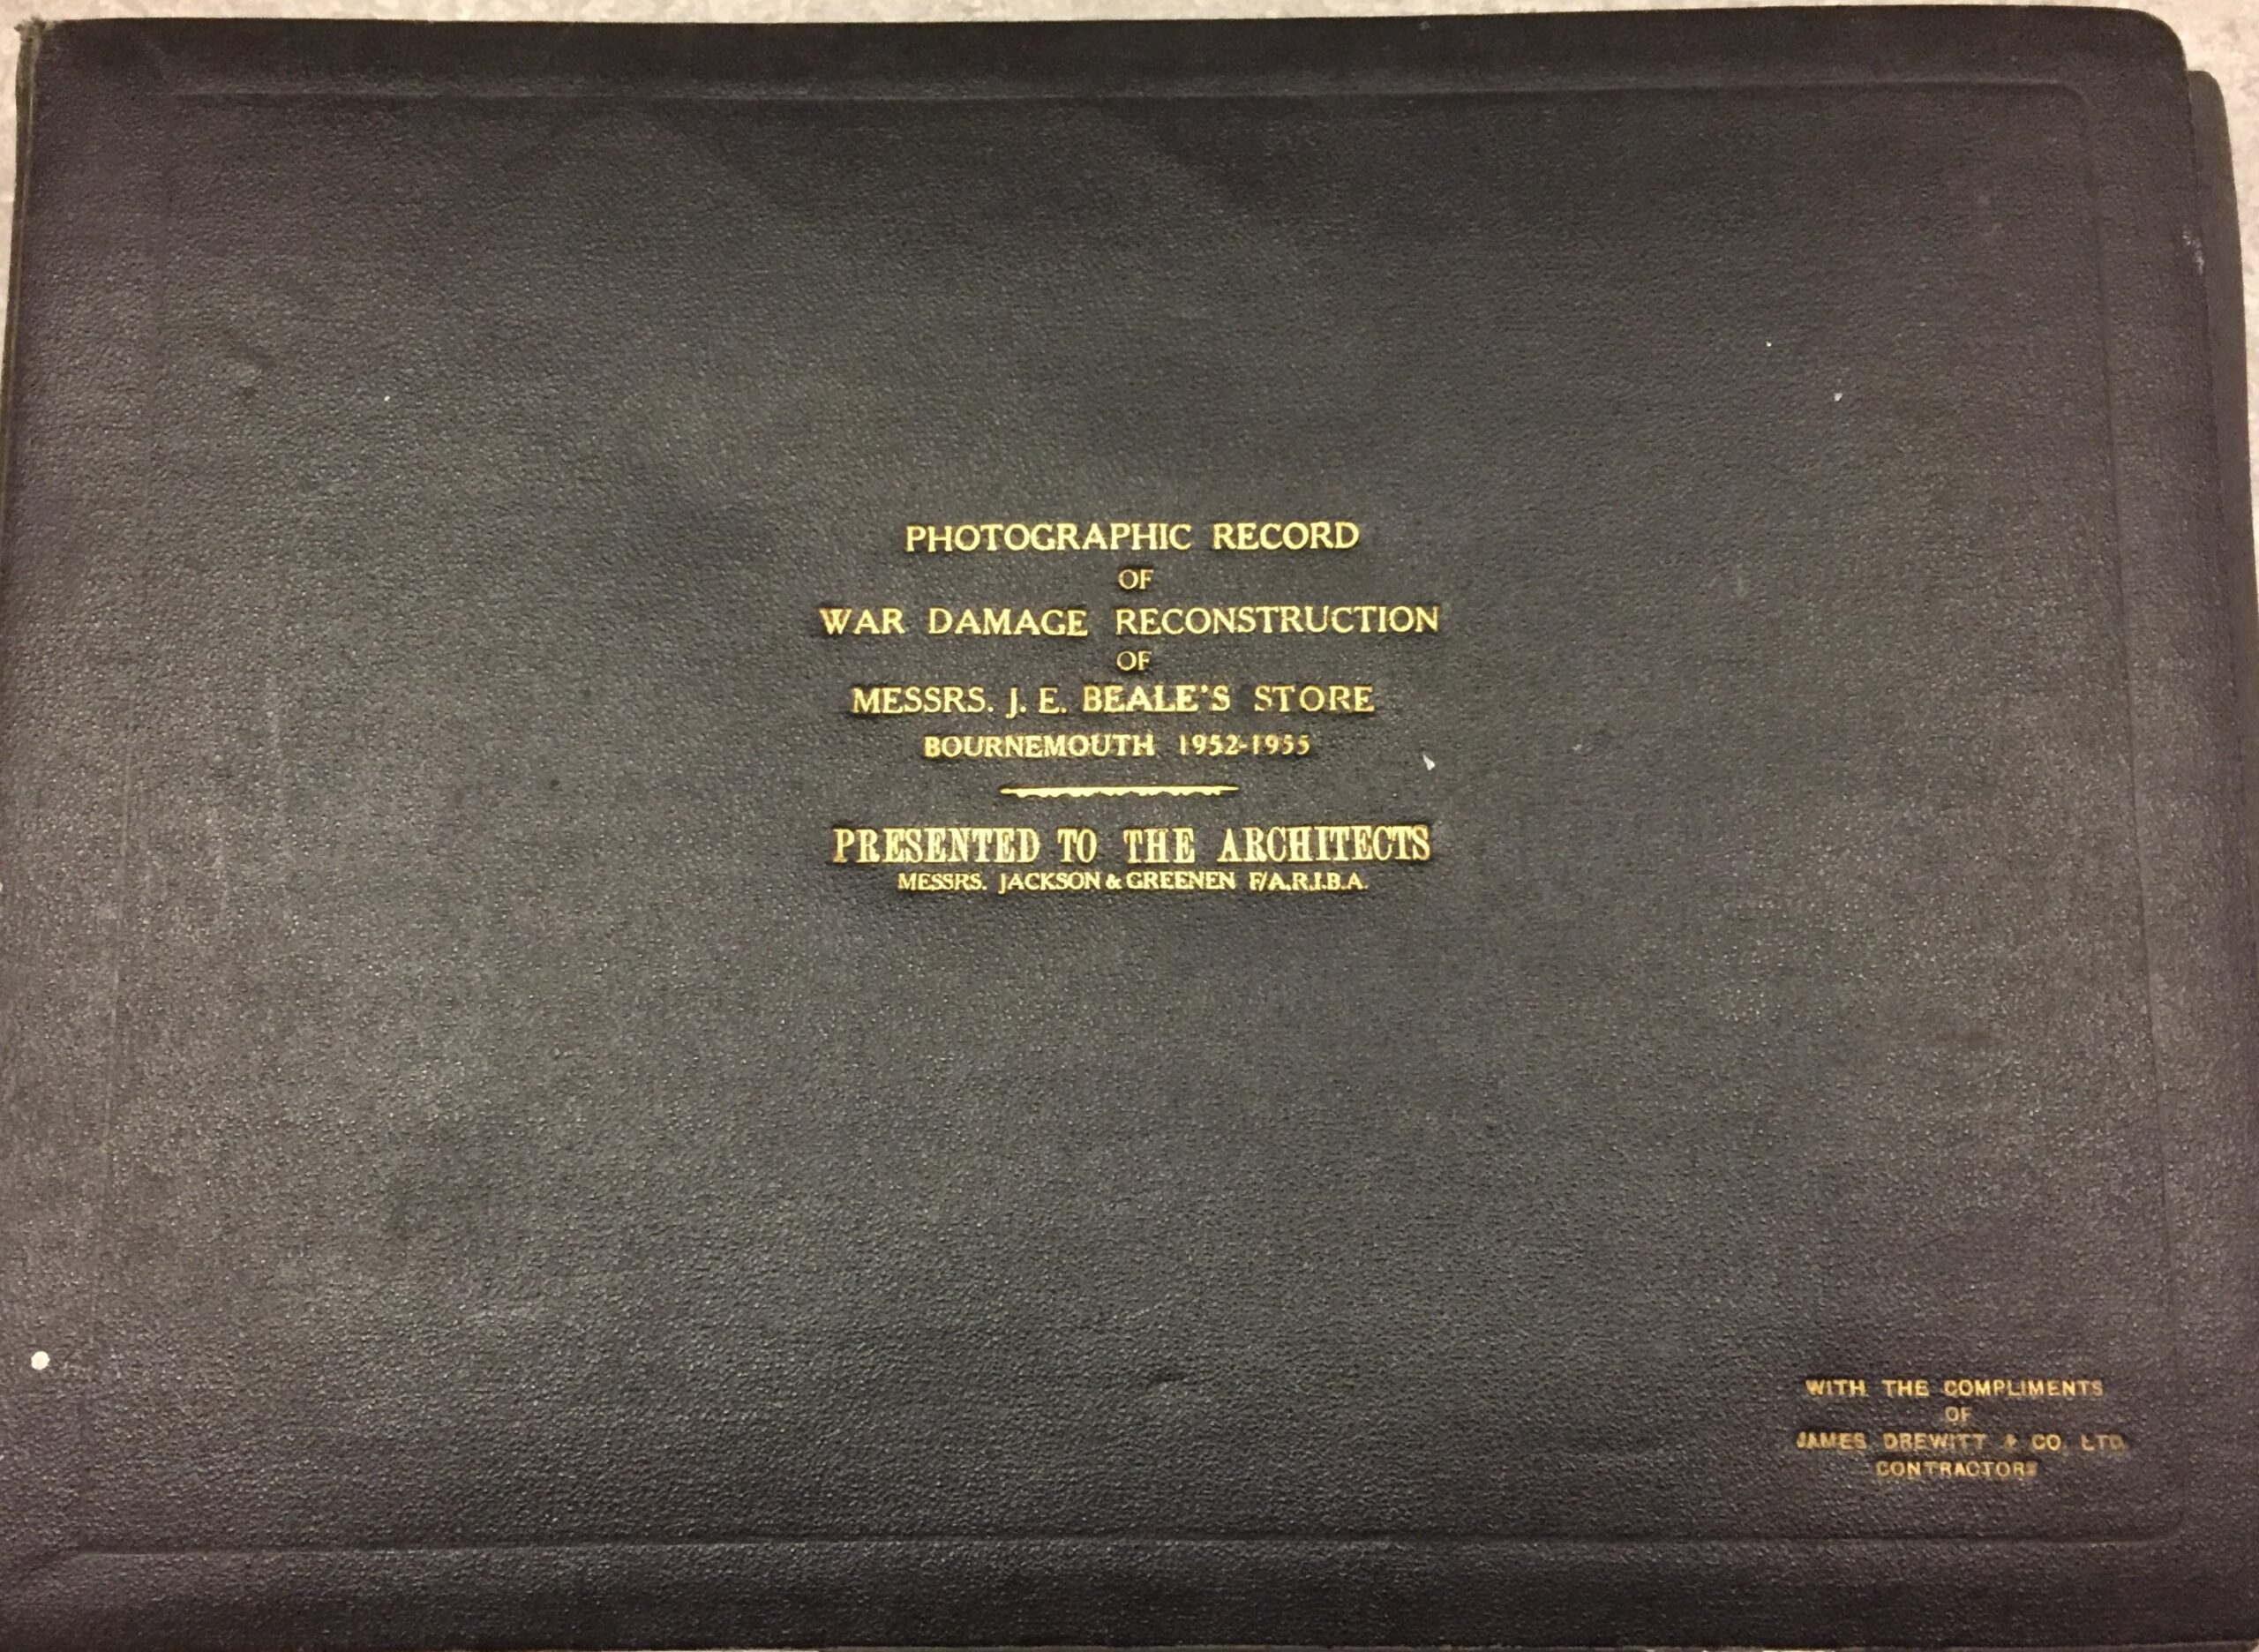 PHOTOGRAPHIC RECORD
OF
WAR DAMAGE RECONSTRUCTION
OF
MESSRS. J. E. BEALE'S STORE
BOURNEMOUTH 1952-1955
PRESENTED TO THE ARCHITECTS
MESSRS. JACKSON & GREENEN F/A.R.I.B.A.
WITH THE COMPLIMENTS
OF
JAMES DREWITT & CO. LTD.
CONTRACTORS